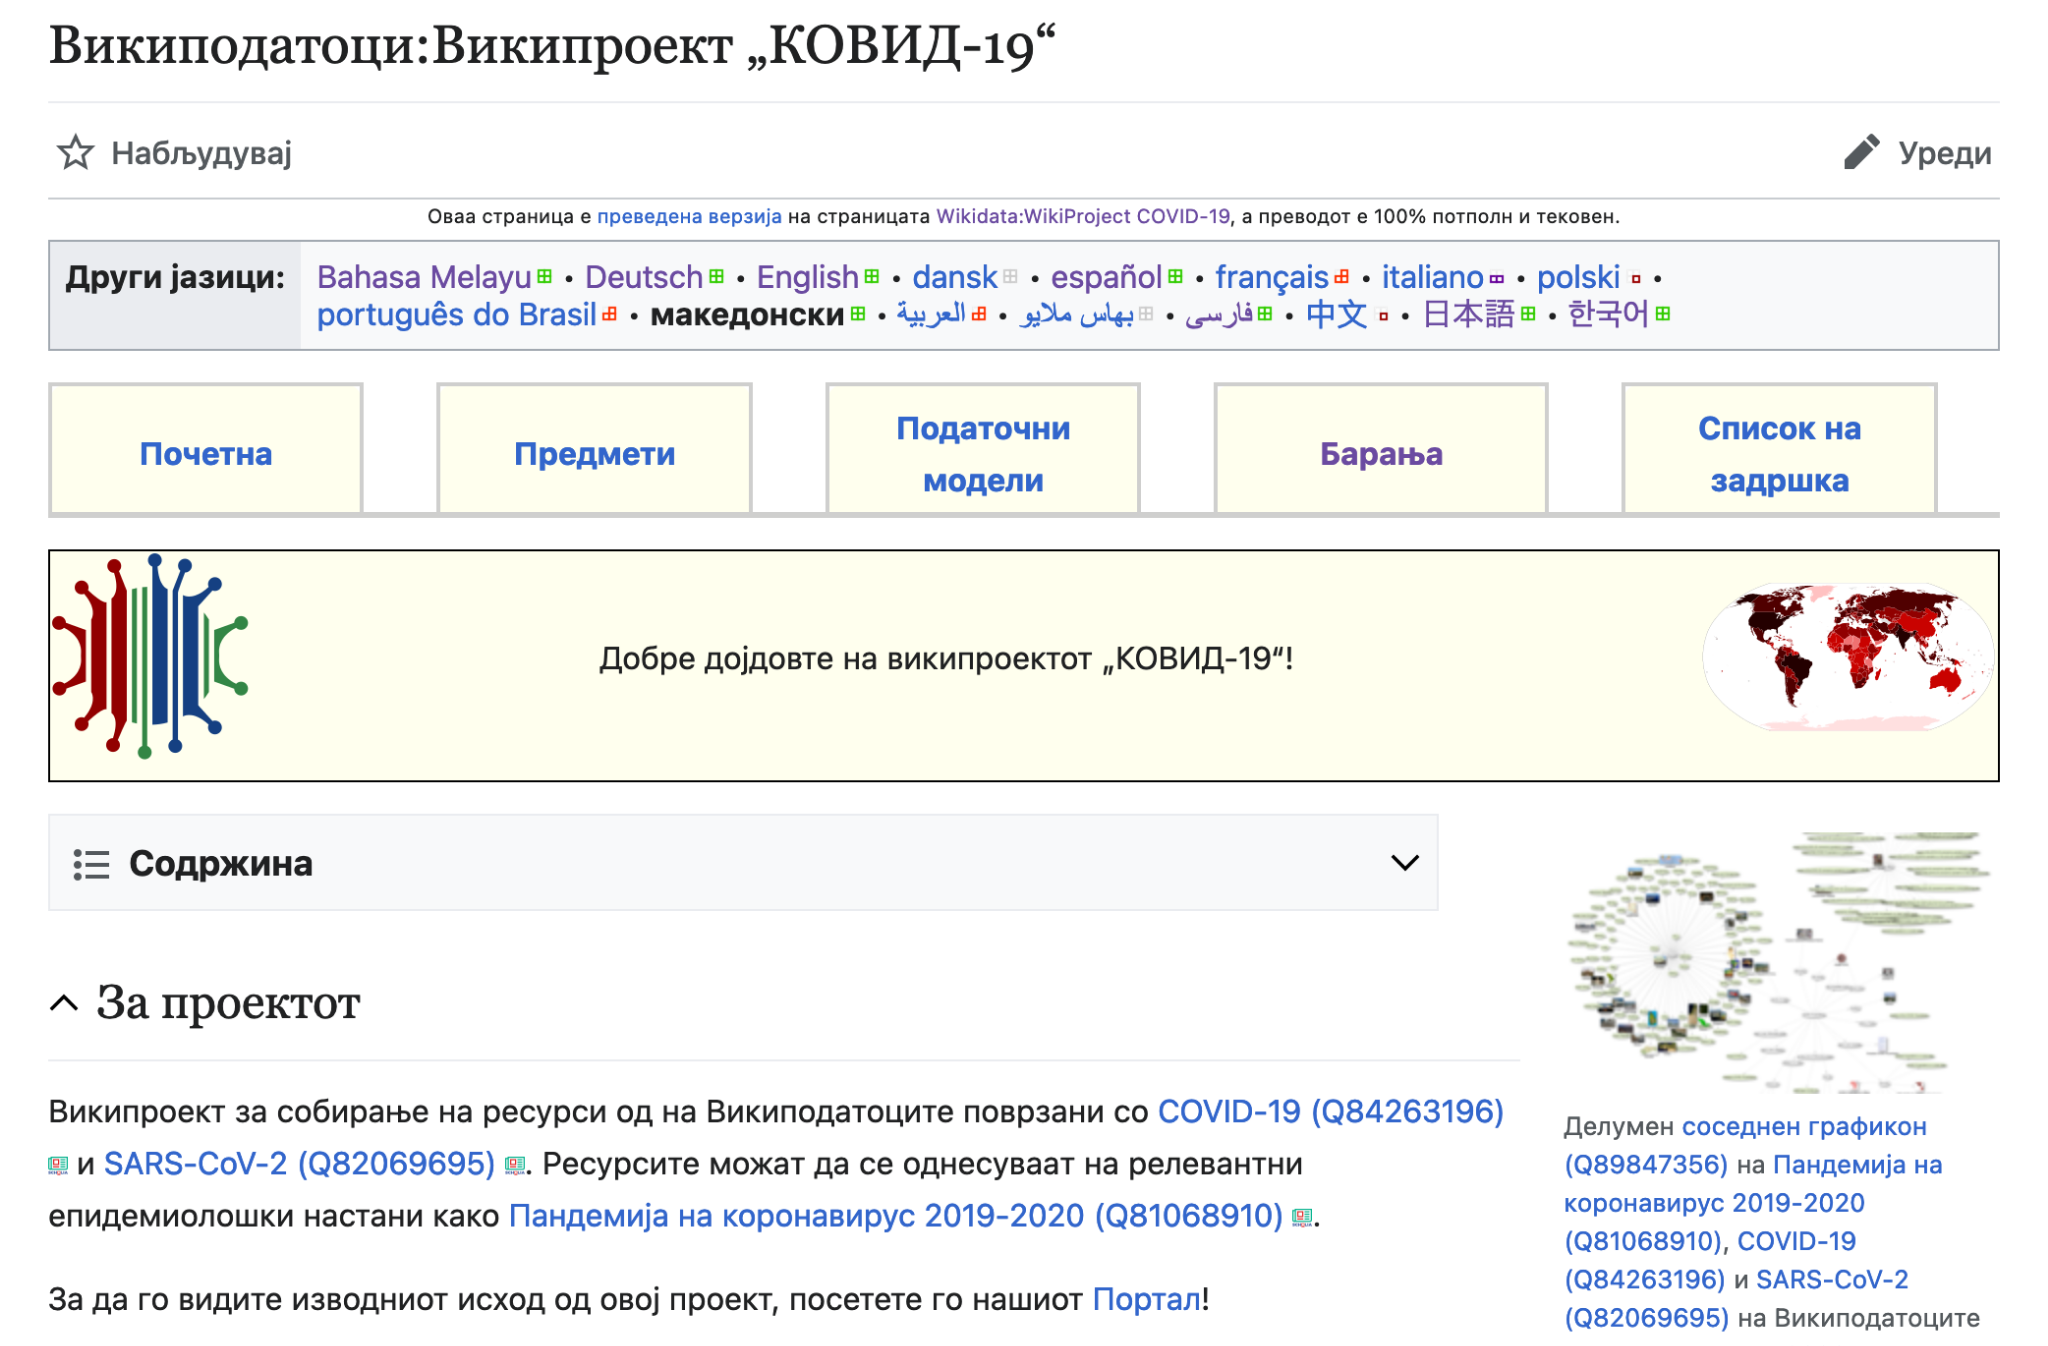 Википодатоци:Википроект „КОВИД-19“
Набљудувај
Уреди
Оваа страница е преведена верзија на страницата Wikidata:WikiProject COVID-19, а преводот е 100% потполн и тековен.
Други јазици:
Bahasa Melayu • Deutsch • English • dansk • español • français • italiano • polski •
português do Brasil • македонски • العربية • بهاس ملايو • فارسی • 中文 • 日本語 • 한국어
Почетна
Предмети
Податочни
модели
Барања
Список на
задршка
Добре дојдовте на википроектот „КОВИД-19“!
Содржина
За проектот
Википроект за собирање на ресурси од на Википодатоците поврзани со COVID-19 (Q84263196)
и SARS-CoV-2 (Q82069695) . Ресурсите можат да се однесуваат на релевантни
епидемиолошки настани како Пандемија на коронавирус 2019-2020 (Q81068910) .
За да го видите изводниот исход од овој проект, посетете го нашиот Портал!
Делумен соседнен графикон
(Q89847356) на Пандемија на
коронавирус 2019-2020
(Q81068910), COVID-19
(Q84263196) и SARS-CoV-2
(Q82069695) на Википодатоците